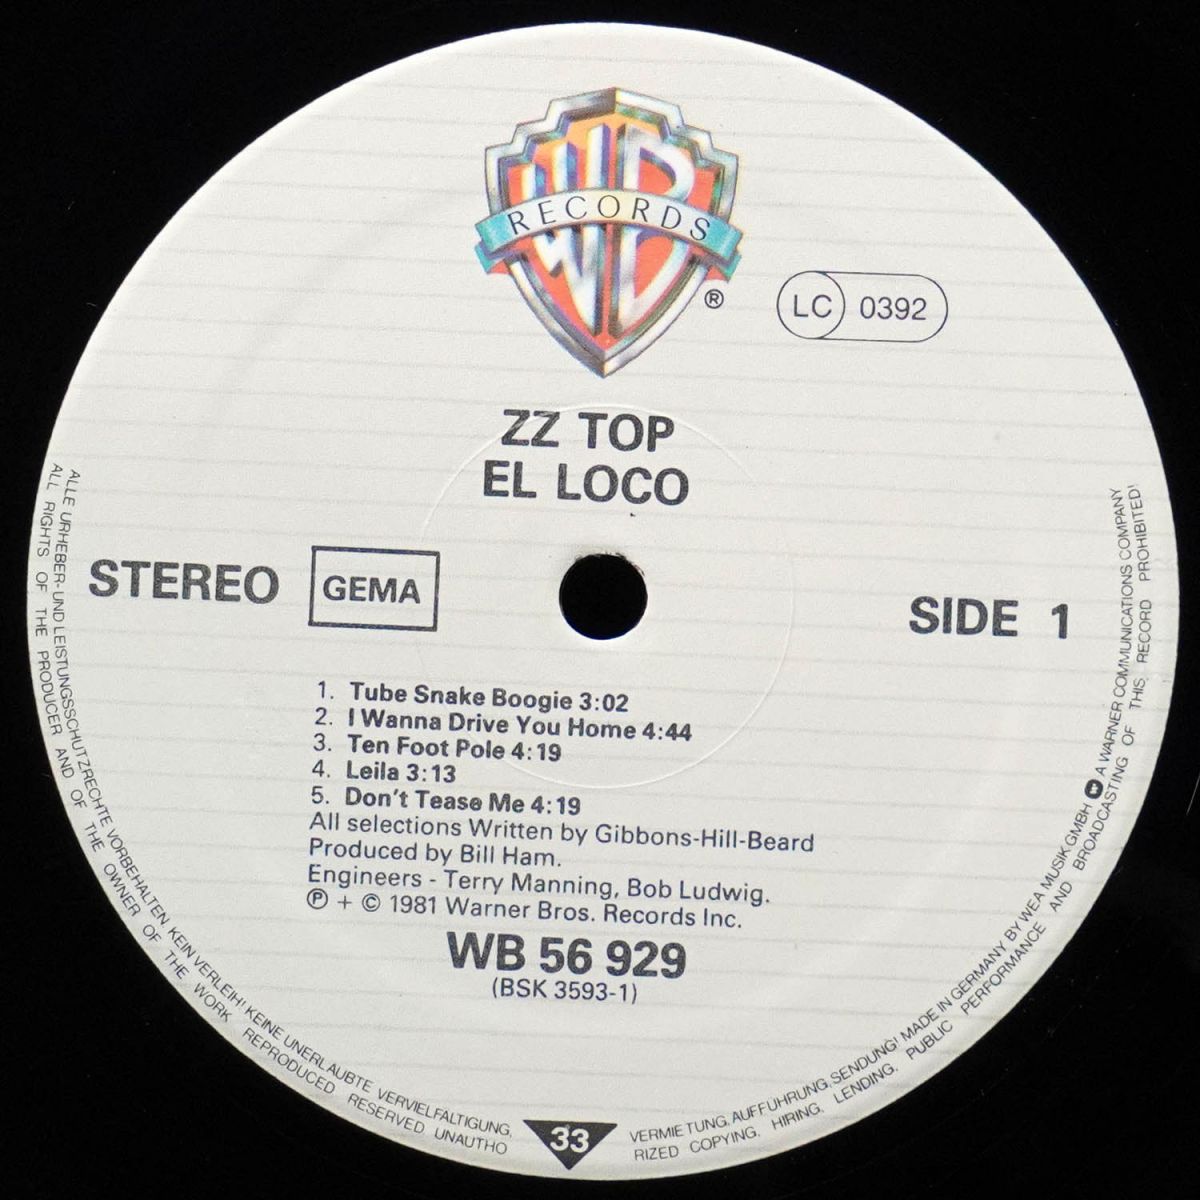 WB
RECORDS
®
LC 0392
ZZ TOP
EL LOCO
STEREO GEMA
SIDE 1
1. Tube Snake Boogie 3:02
2. I Wanna Drive You Home 4:44
3. Ten Foot Pole 4:19
4. Leila 3:13
5. Don't Tease Me 4:19
All selections Written by Gibbons-Hill-Beard
Produced by Bill Ham.
Engineers - Terry Manning, Bob Ludwig.
Ⓟ + © 1981 Warner Bros. Records Inc.
WB 56 929
(BSK 3593-1)
33
ALLE URHEBER- UND LEISTUNGSSCHUTZRECHTE VORBEHALTEN KEIN VERLEIH! KEINE UNERLAUBTE VERVIELFÄLTIGUNG, VERMIETUNG, AUFFÜHRUNG, SENDUNG! MADE IN GERMANY BY WEA MUSIK GMBH A WARNER COMMUNICATIONS COMPANY
ALL RIGHTS OF THE PRODUCER AND OF THE OWNER OF THE WORK REPRODUCED RESERVED UNAUTHORIZED COPYING, HIRING, LENDING, PUBLIC PERFORMANCE AND BROADCASTING OF THIS RECORD PROHIBITED!